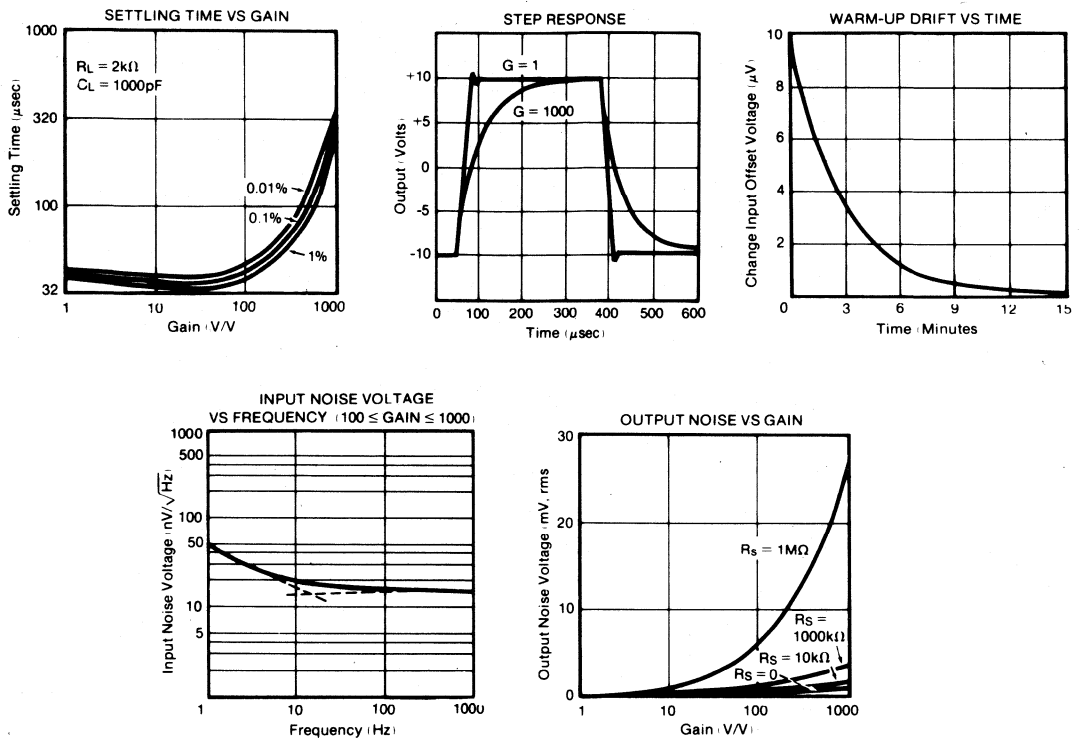 SETTLING TIME VS GAIN
1000
320
100
32
Settling Time (µsec)
RL = 2kΩ
CL = 1000pF
0.01%
0.1%
1%
1 10 100 1000
Gain (V/V
STEP RESPONSE
+10
+5
0
-5
-10
Output (Volts)
G = 1
G = 1000
0 100 200 300 400 500 600
Time (µsec)
WARM-UP DRIFT VS TIME
10
8
6
4
2
Change Input Offset Voltage (µV)
0 3 6 9 12 15
Time (Minutes
INPUT NOISE VOLTAGE
VS FREQUENCY (100 ≤ GAIN ≤ 1000)
1000
500
100
50
10
5
Input Noise Voltage (nV/√Hz)
1 10 100 1000
Frequency (Hz)
OUTPUT NOISE VS GAIN
30
20
10
0
Output Noise Voltage (mV, rms
RS = 1MΩ
RS =
1000kΩ
RS = 10kΩ
RS = 0
1 10 100 1000
Gain (V/V)